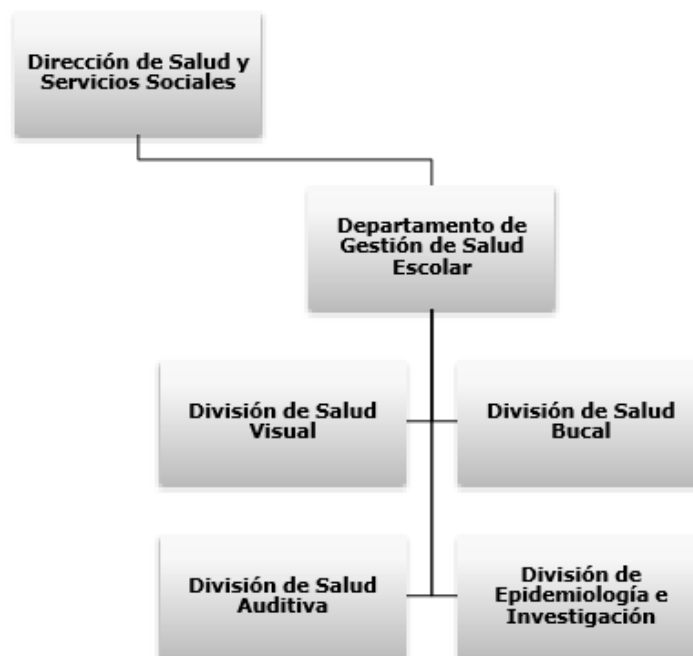 Dirección de Salud y
Servicios Sociales
Departamento de
Gestión de Salud
Escolar
División de Salud
Visual
División de Salud
Bucal
División de Salud
Auditiva
División de
Epidemiología e
Investigación